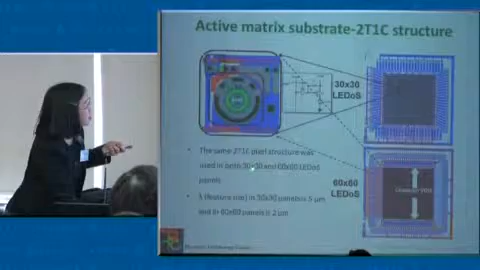 Active matrix substrate-2T1C structure
30x30
LEDoS
• The same 2T1C pixel structure was
used in both 30x30 and 60x60 LEDoS
panels
60x60
LEDoS
• λ (feature size) in 30x30 panels is 5 μm
and in 60x60 panels is 2 μm